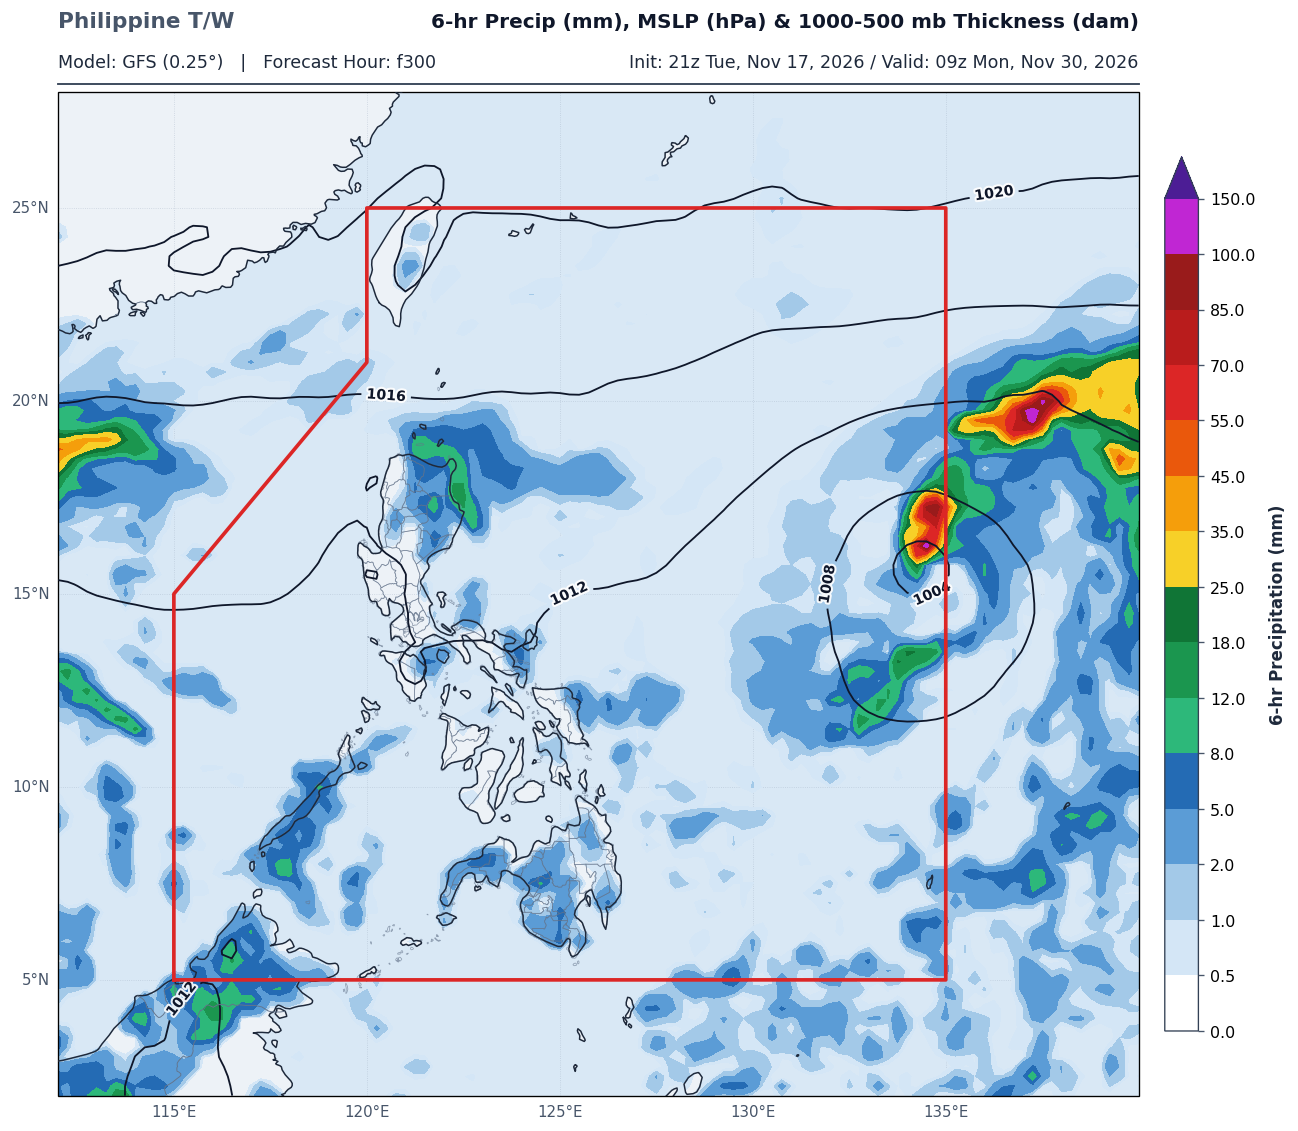 Philippine T/W
6-hr Precip (mm), MSLP (hPa) & 1000-500 mb Thickness (dam)
Model: GFS (0.25°) | Forecast Hour: f300
Init: 21z Tue, Nov 17, 2026 / Valid: 09z Mon, Nov 30, 2026
25°N
20°N
15°N
10°N
5°N
1020
1016
1012
1008
1004
1012
115°E
120°E
125°E
130°E
135°E
150.0
100.0
85.0
70.0
55.0
45.0
35.0
25.0
18.0
12.0
8.0
5.0
2.0
1.0
0.5
0.0
6-hr Precipitation (mm)